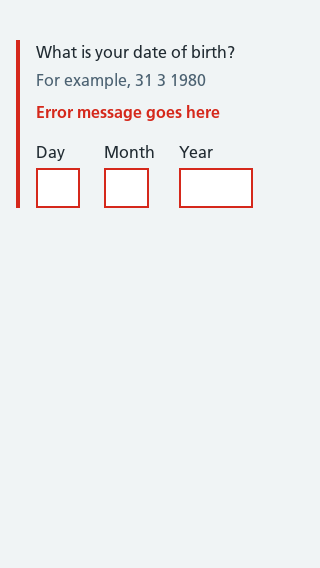 What is your date of birth?
For example, 31 3 1980
Error message goes here
Day Month Year